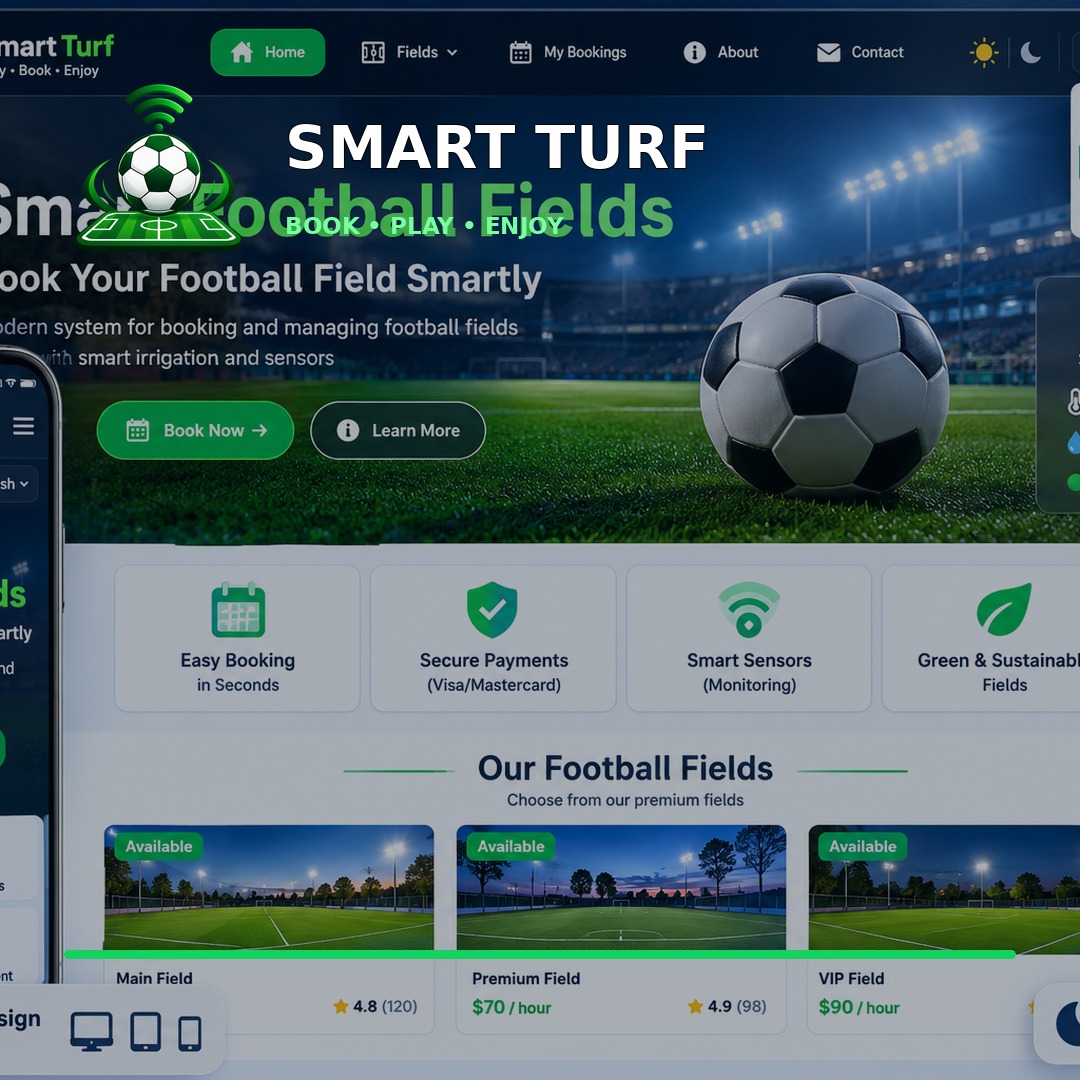 mart Turf
y • Book • Enjoy
Home
Fields
My Bookings
About
Contact
SMART TURF
Smart Football Fields
BOOK • PLAY • ENJOY
ook Your Football Field Smartly
odern system for booking and managing football fields
with smart irrigation and sensors
Book Now →
Learn More
sh
ds
artly
nd
Easy Booking
in Seconds
Secure Payments
(Visa/Mastercard)
Smart Sensors
(Monitoring)
Green & Sustainabl
Fields
Our Football Fields
Choose from our premium fields
Available
Available
Available
s
nt
Main Field
4.8 (120)
Premium Field
$70 / hour
4.9 (98)
VIP Field
$90 / hour
sign